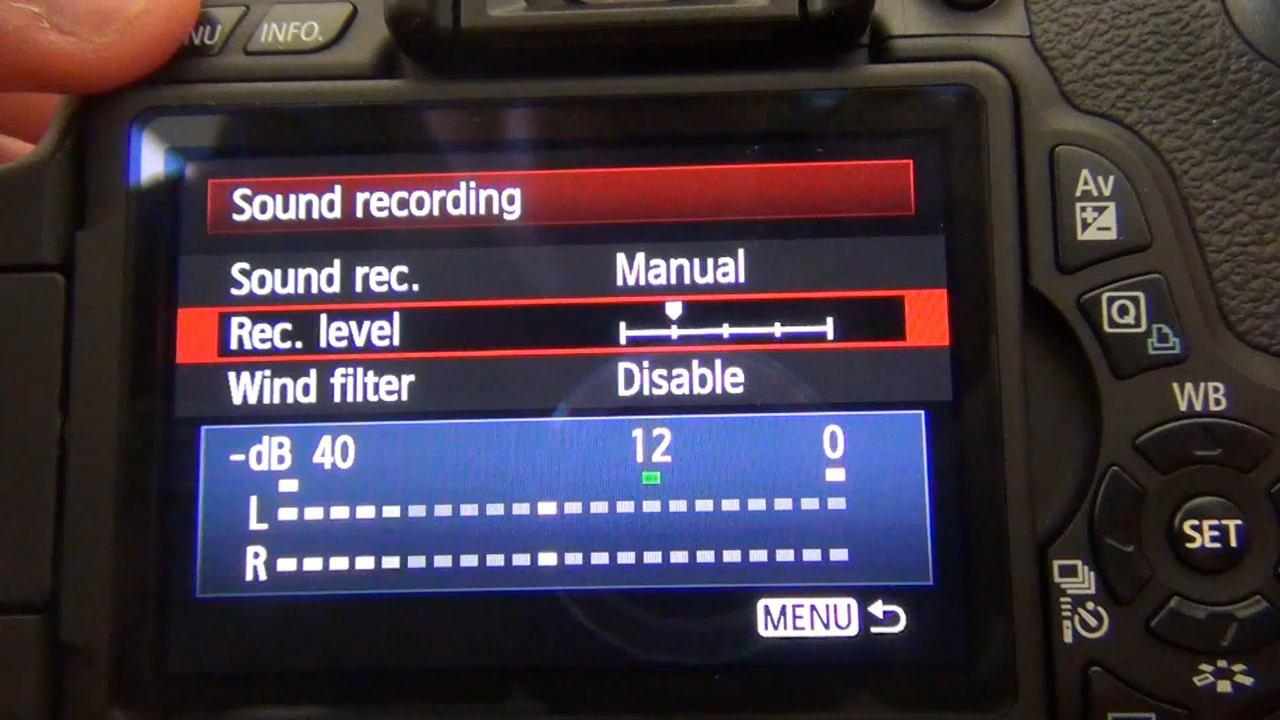 NU INFO.
Sound recording
Sound rec. Manual
Rec. level
Wind filter Disable
-dB 40 12 0
L
R
MENU
Av
Q
WB
SET